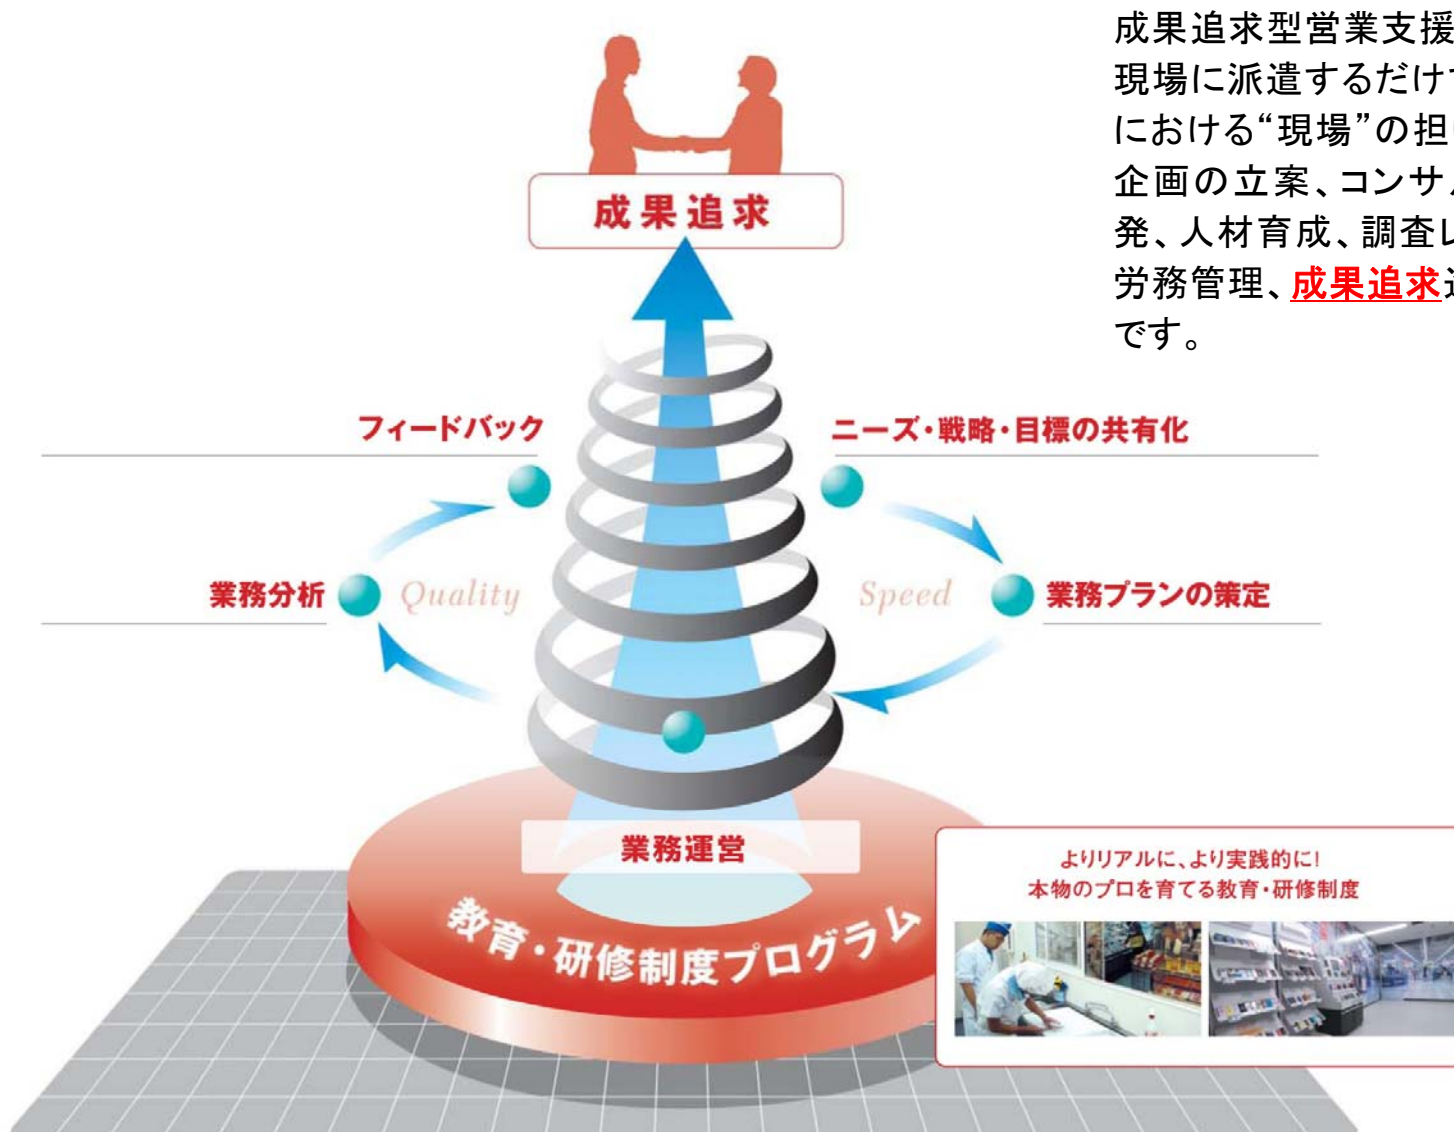 成果追求型営業支援
現場に派遣するだけ
における“現場”の担
企画の立案、コンサ
発、人材育成、調査レ
労務管理、成果追求
です。
成果追求
フィードバック
ニーズ・戦略・目標の共有化
業務分析
Quality
Speed
業務プランの策定
業務運営
教育・研修制度プログラム
よりリアルに、より実践的に!
本物のプロを育てる教育・研修制度